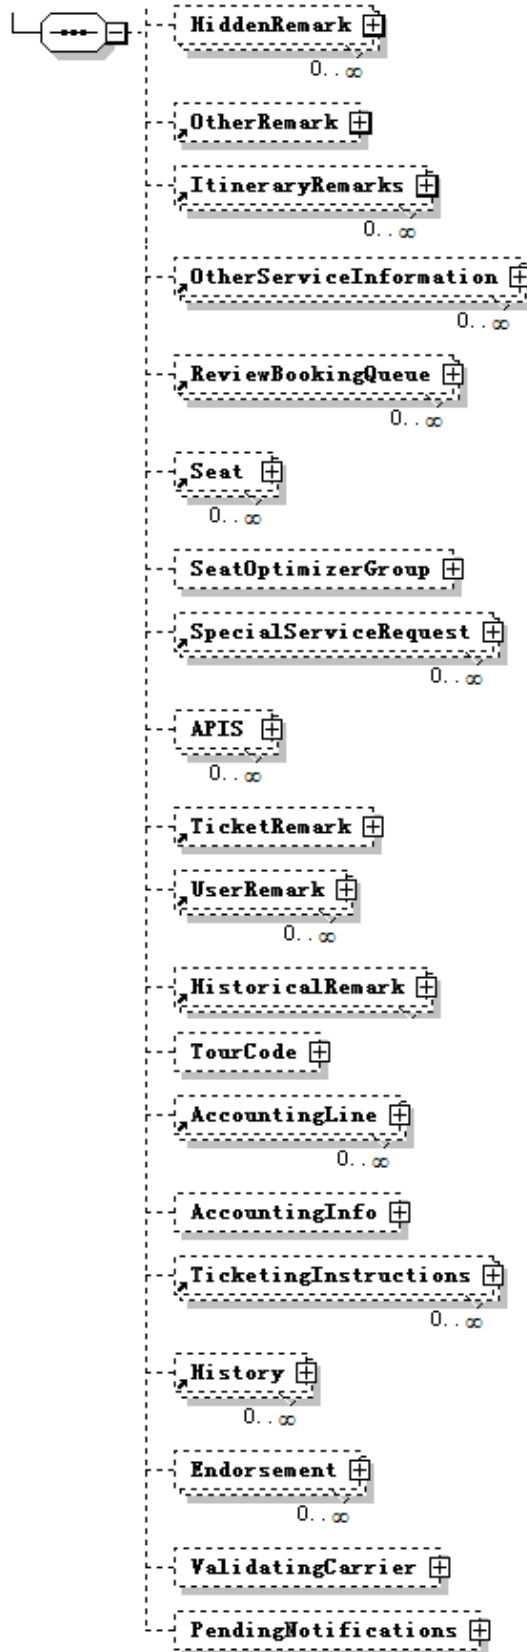 HiddenRemark
0..∞
OtherRemark
ItineraryRemarks
0..∞
OtherServiceInformation
0..∞
ReviewBookingQueue
0..∞
Seat
0..∞
SeatOptimizerGroup
SpecialServiceRequest
0..∞
APIS
0..∞
TicketRemark
UserRemark
0..∞
HistoricalRemark
TourCode
AccountingLine
0..∞
AccountingInfo
TicketingInstructions
0..∞
History
0..∞
Endorsement
0..∞
ValidatingCarrier
PendingNotifications